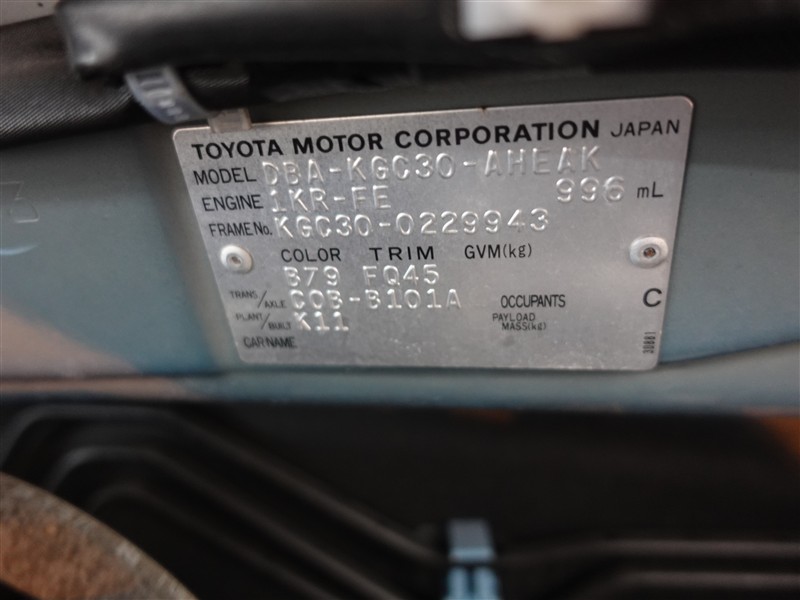 TOYOTA MOTOR CORPORATION JAPAN
MODEL DBA-KGC30-AHEAK
ENGINE 1KR-FE 996 mL
FRAME No. KGC30-0229943
COLOR TRIM GVM(kg)
B79 FQ45
TRANS/AXLE C0B-B101A OCCUPANTS C
PLANT/BUILT K11 PAYLOAD MASS(kg)
CAR NAME